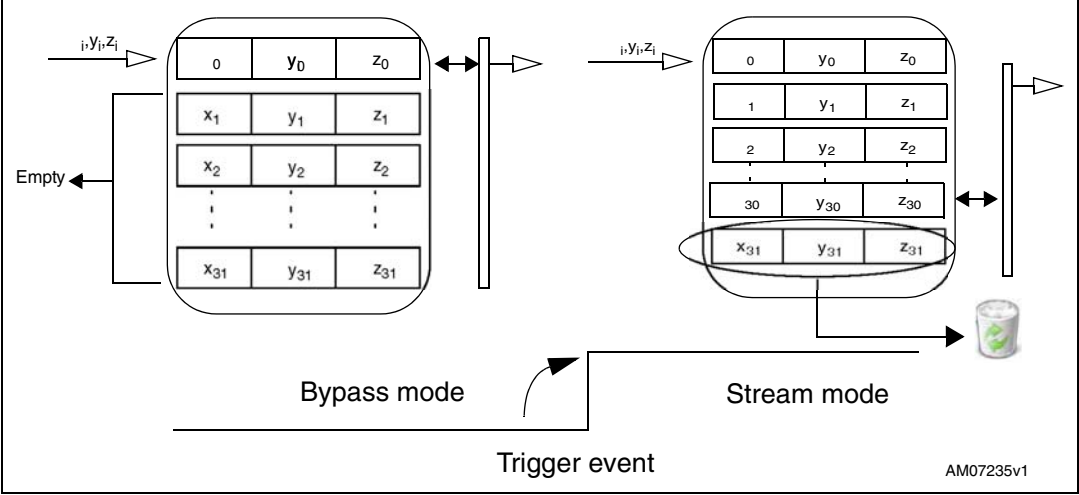 i,yi,zi
0 y0 z0
x1 y1 z1
x2 y2 z2
x31 y31 z31
Empty
i,yi,zi
0 y0 z0
1 y1 z1
2 y2 z2
30 y30 z30
x31 y31 z31
Bypass mode
Stream mode
Trigger event
AM07235v1